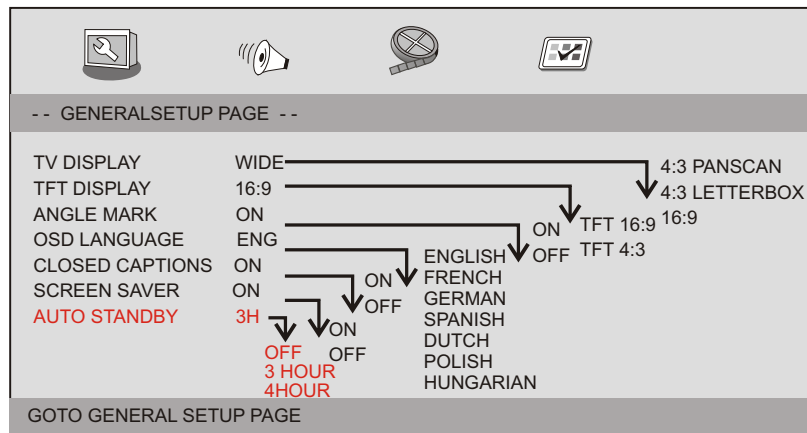 - - GENERALSETUP PAGE - -
TV DISPLAY WIDE
TFT DISPLAY 16:9
ANGLE MARK ON
OSD LANGUAGE ENG
CLOSED CAPTIONS ON
SCREEN SAVER ON
AUTO STANDBY 3H
4:3 PANSCAN
4:3 LETTERBOX
16:9
TFT 16:9
TFT 4:3
ON
OFF
ENGLISH
FRENCH
GERMAN
SPANISH
DUTCH
POLISH
HUNGARIAN
ON
OFF
ON
OFF
OFF
3 HOUR
4HOUR
GOTO GENERAL SETUP PAGE